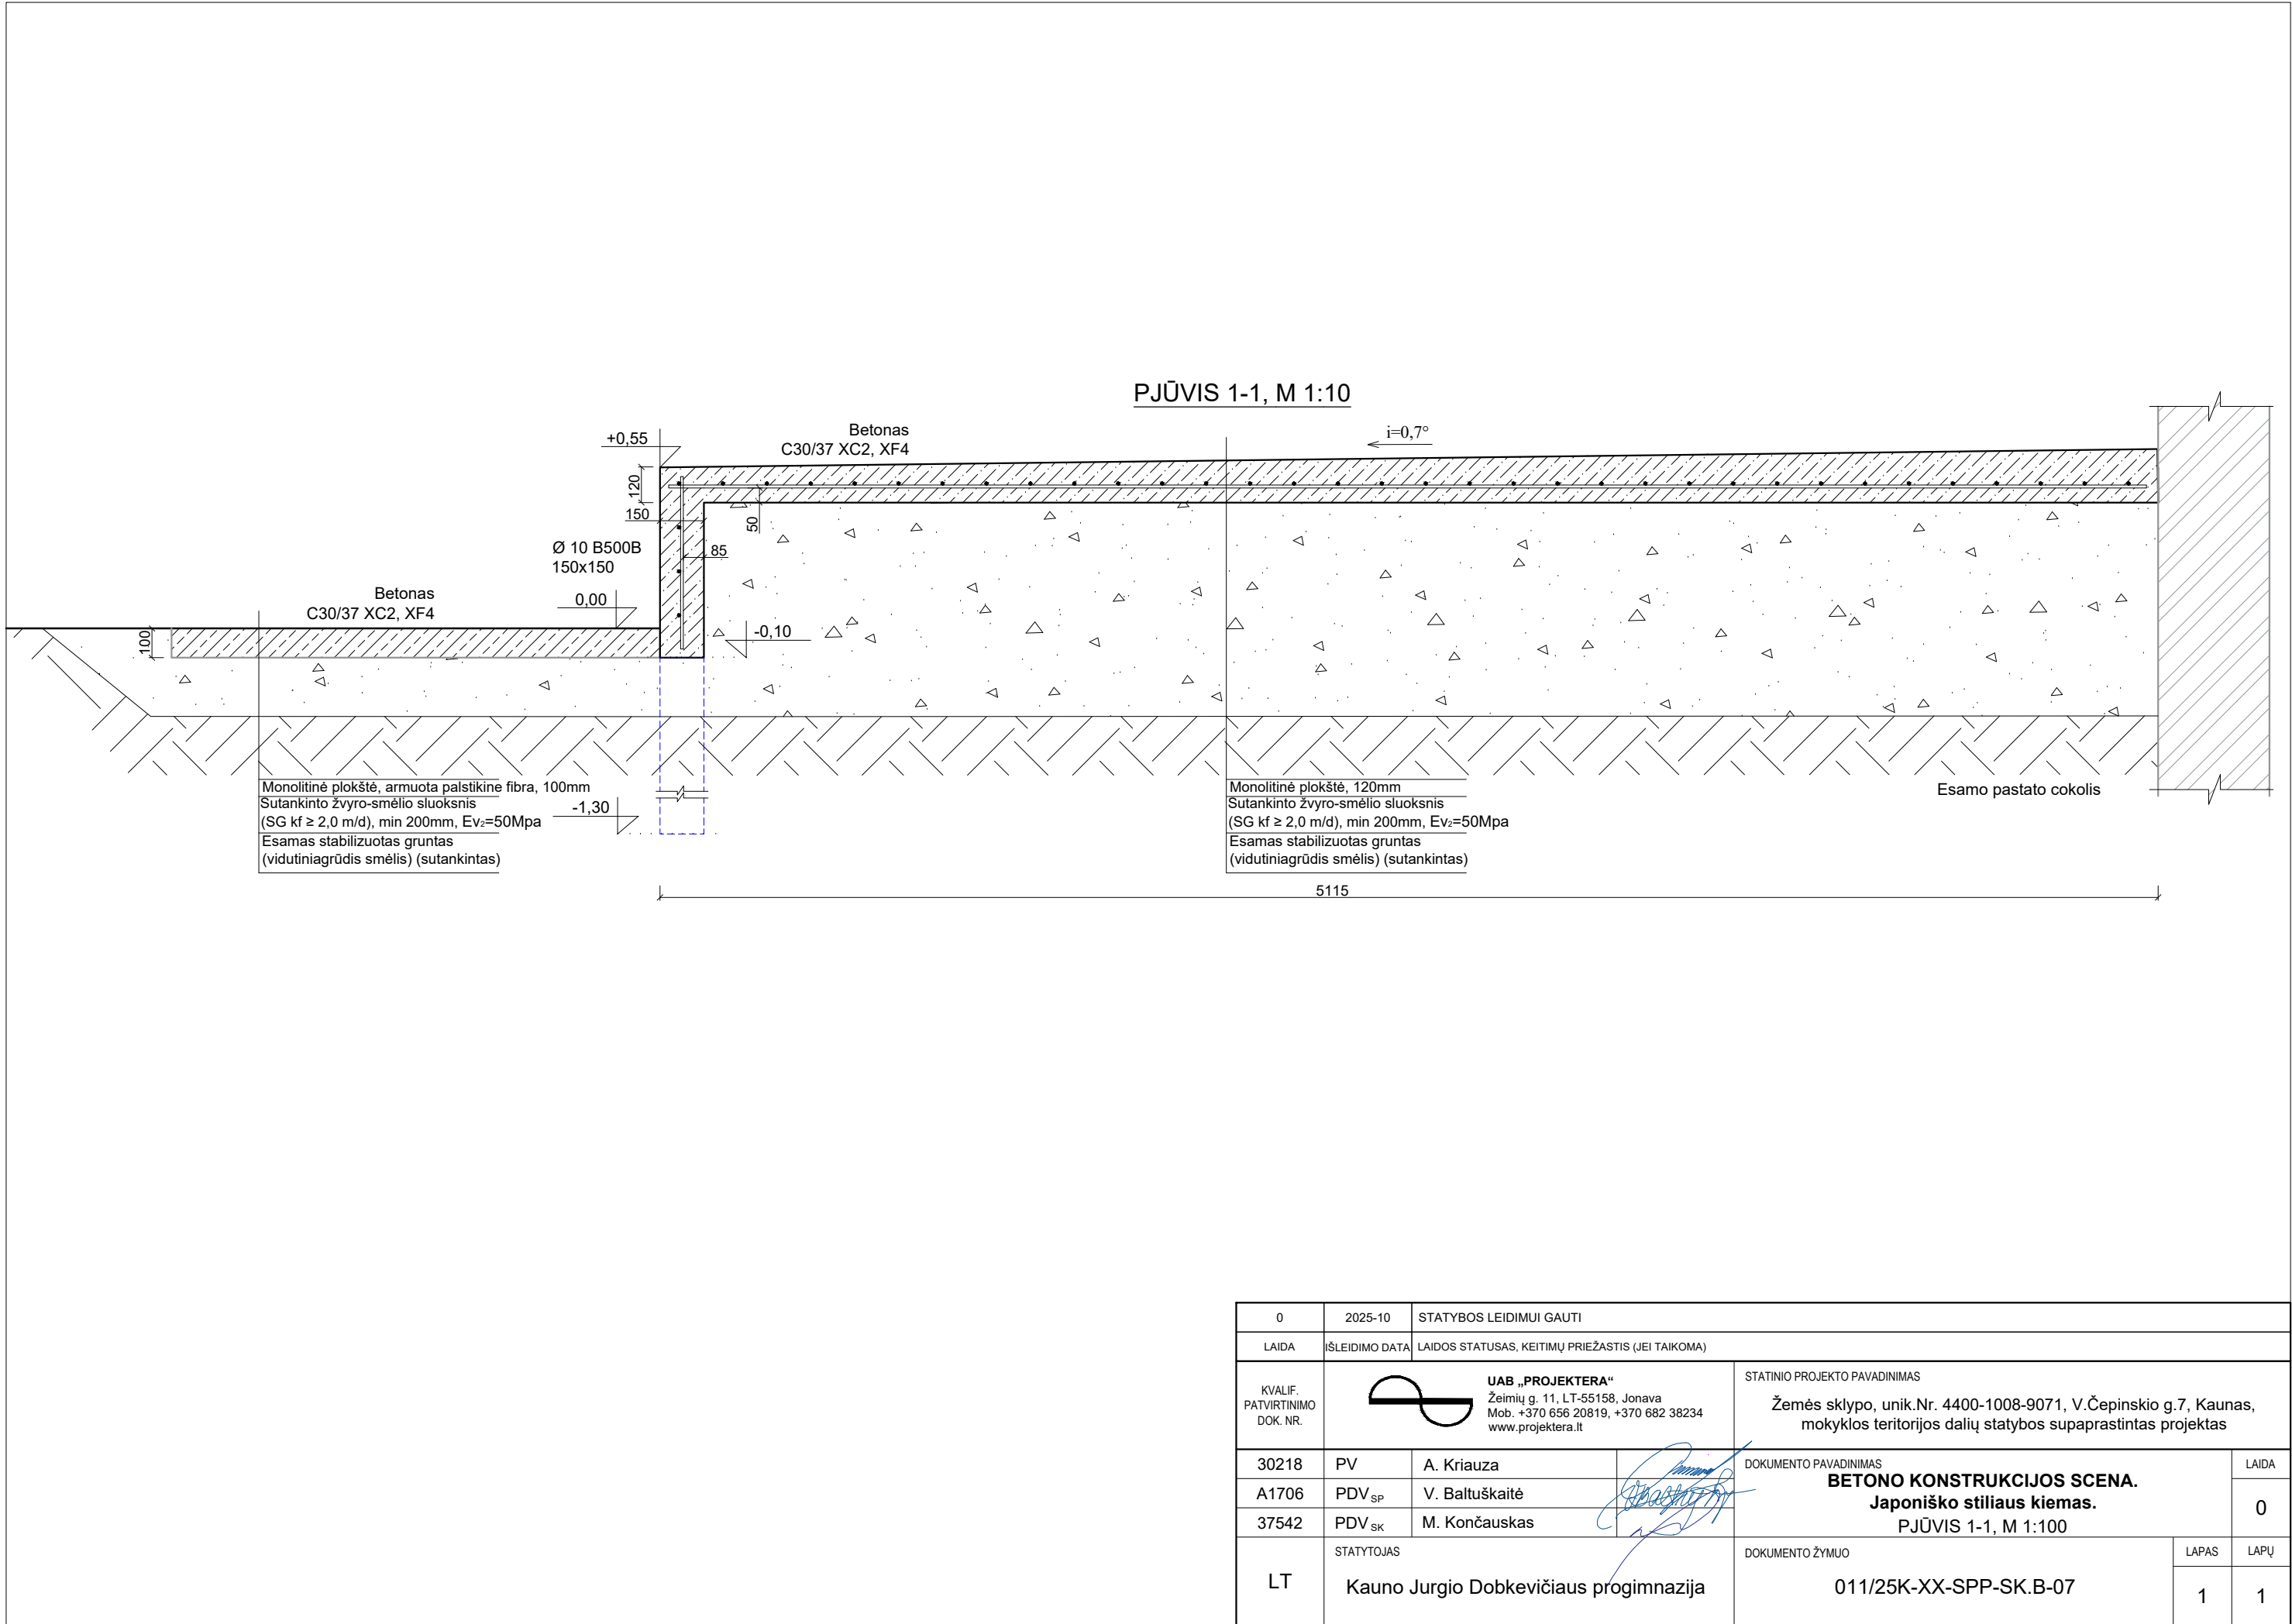 PJŪVIS 1-1, M 1:10
+0,55
Betonas
C30/37 XC2, XF4
i=0,7°
120
150
50
85
Ø 10 B500B
150x150
Betonas
C30/37 XC2, XF4
0,00
100
-0,10
Monolitinė plokštė, armuota palstikine fibra, 100mm
Sutankinto žvyro-smėlio sluoksnis
(SG kf ≥ 2,0 m/d), min 200mm, Ev₂=50Mpa
Esamas stabilizuotas gruntas
(vidutiniagrūdis smėlis) (sutankintas)
-1,30
Monolitinė plokštė, 120mm
Sutankinto žvyro-smėlio sluoksnis
(SG kf ≥ 2,0 m/d), min 200mm, Ev₂=50Mpa
Esamas stabilizuotas gruntas
(vidutiniagrūdis smėlis) (sutankintas)
Esamo pastato cokolis
5115
0 2025-10 STATYBOS LEIDIMUI GAUTI
LAIDA IŠLEIDIMO DATA LAIDOS STATUSAS, KEITIMŲ PRIEŽASTIS (JEI TAIKOMA)
KVALIF.
PATVIRTINIMO
DOK. NR.
UAB „PROJEKTERA“
Žeimių g. 11, LT-55158, Jonava
Mob. +370 656 20819, +370 682 38234
www.projektera.lt
STATINIO PROJEKTO PAVADINIMAS
Žemės sklypo, unik.Nr. 4400-1008-9071, V.Čepinskio g.7, Kaunas,
mokyklos teritorijos dalių statybos supaprastintas projektas
30218 PV A. Kriauza
A1706 PDV SP V. Baltuškaitė
37542 PDV SK M. Končauskas
DOKUMENTO PAVADINIMAS
BETONO KONSTRUKCIJOS SCENA.
Japoniško stiliaus kiemas.
PJŪVIS 1-1, M 1:100
LAIDA
0
LT
STATYTOJAS
Kauno Jurgio Dobkevičiaus progimnazija
DOKUMENTO ŽYMUO
011/25K-XX-SPP-SK.B-07
LAPAS LAPŲ
1 1